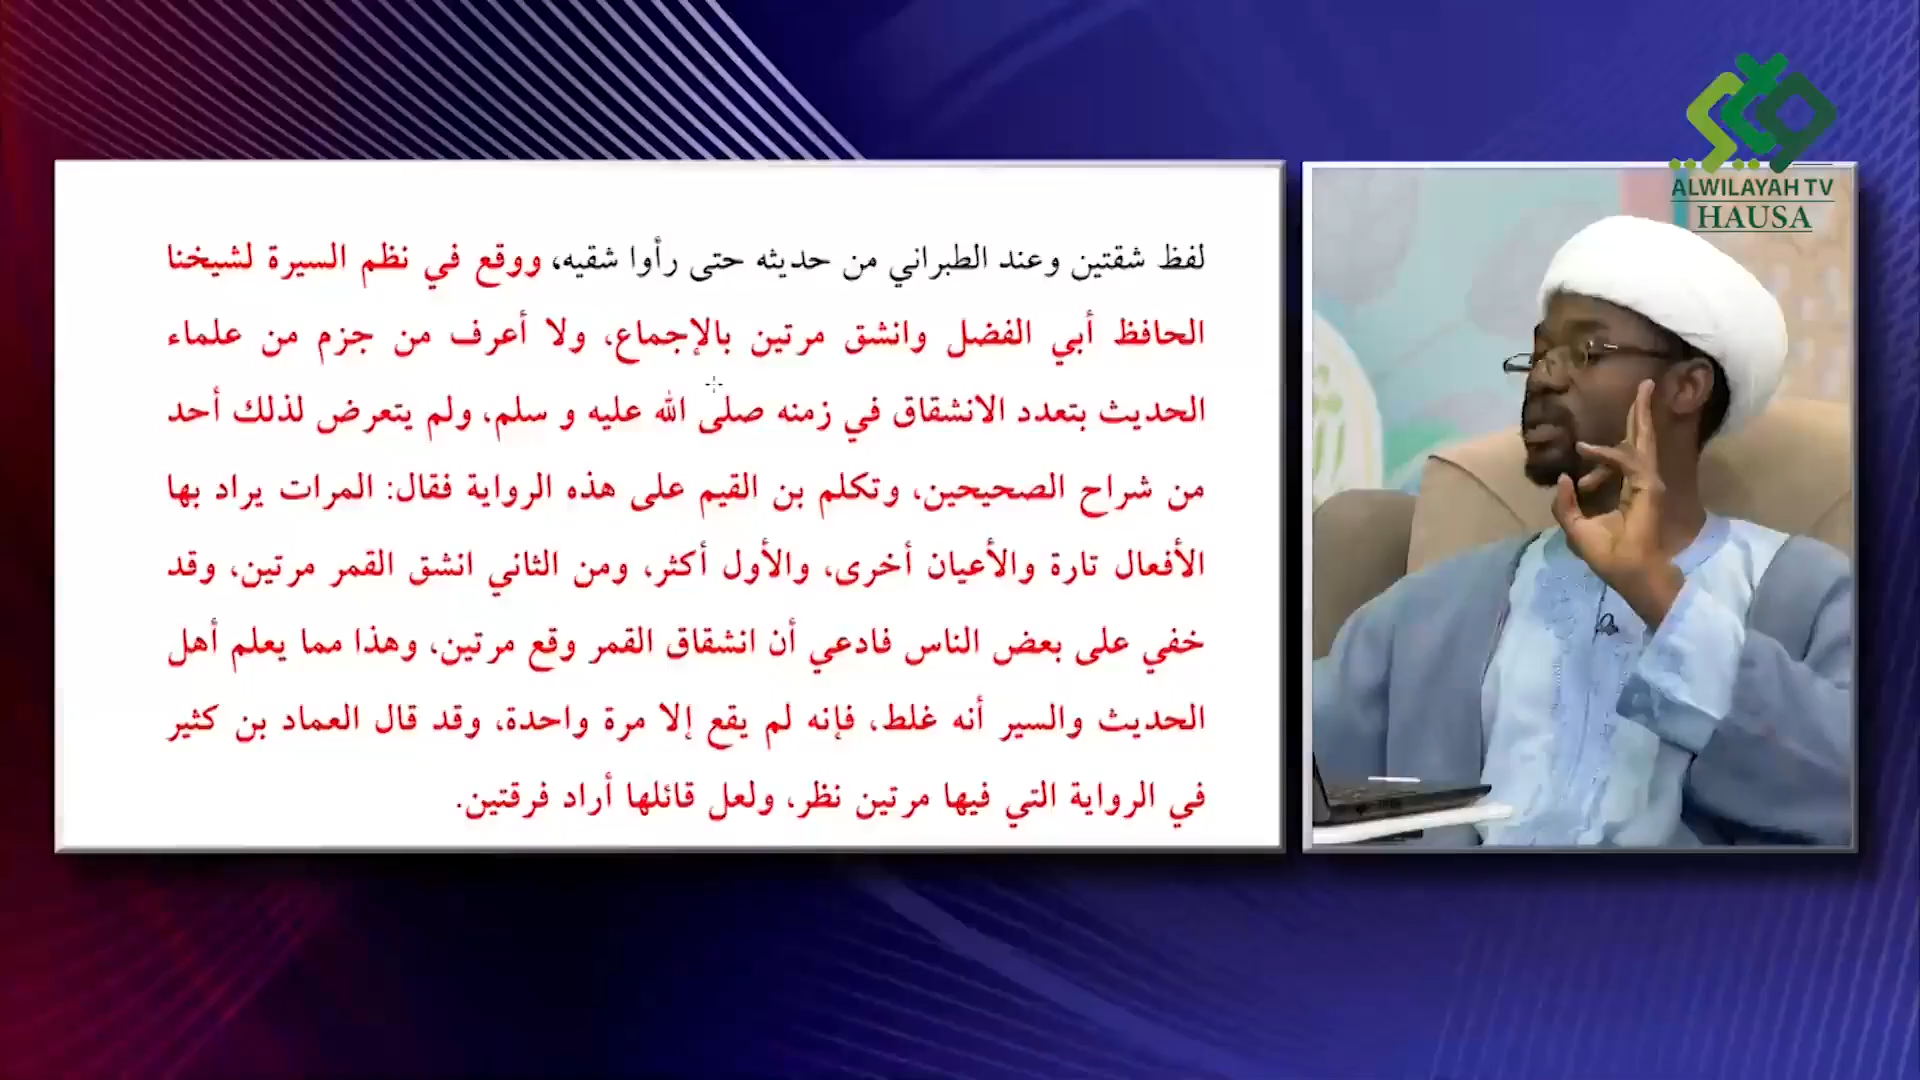 لفظ شقتين وعند الطبراني من حديثه حتى رأوا شقيه، ووقع في نظم السيرة لشيخنا
الحافظ أبي الفضل وانشق مرتين بالإجماع، ولا أعرف من جزم من علماء
الحديث بتعدد الانشقاق في زمنه صلى الله عليه و سلم، ولم يتعرض لذلك أحد
من شراح الصحيحين، وتكلم بن القيم على هذه الرواية فقال: المرات يراد بها
الأفعال تارة والأعيان أخرى، والأول أكثر، ومن الثاني انشق القمر مرتين، وقد
خفي على بعض الناس فادعي أن انشقاق القمر وقع مرتين، وهذا مما يعلم أهل
الحديث والسير أنه غلط، فإنه لم يقع إلا مرة واحدة، وقد قال العماد بن كثير
في الرواية التي فيها مرتين نظر، ولعل قائلها أراد فرقتين.
ALWILAYAH TV
HAUSA